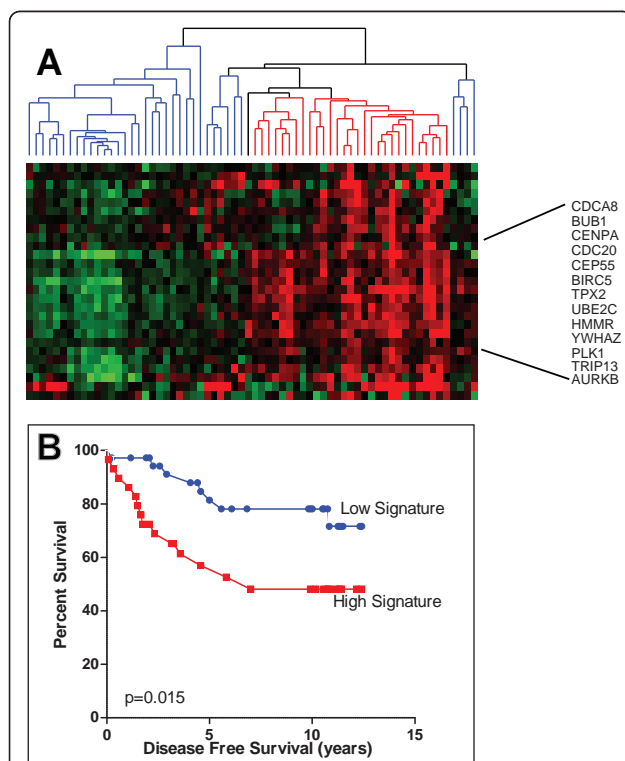 A
CDCA8
BUB1
CENPA
CDC20
CEP55
BIRC5
TPX2
UBE2C
HMMR
YWHAZ
PLK1
TRIP13
AURKB
B
100
80
60
40
20
0
Percent Survival
Low Signature
High Signature
p=0.015
0 5 10 15
Disease Free Survival (years)